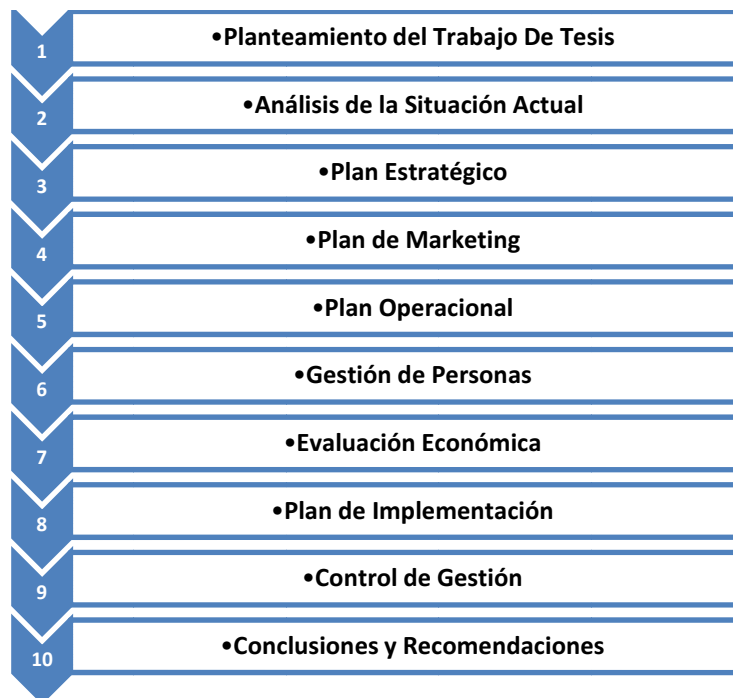 1 •Planteamiento del Trabajo De Tesis
2 •Análisis de la Situación Actual
3 •Plan Estratégico
4 •Plan de Marketing
5 •Plan Operacional
6 •Gestión de Personas
7 •Evaluación Económica
8 •Plan de Implementación
9 •Control de Gestión
10 •Conclusiones y Recomendaciones